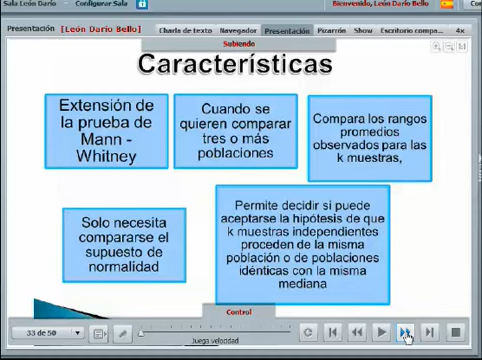 Sala León Darío
Configurar Sala
Bienvenido, León Darío Bello
Presentación [León Darío Bello]
Charla de texto
Navegador
Presentación
Pizarrón
Show
Escritorio compa...
4x
Subiendo
Características
Extensión de
la prueba de
Mann -
Whitney
Cuando se
quieren comparar
tres o más
poblaciones
Compara los rangos
promedios
observados para las
k muestras,
Solo necesita
compararse el
supuesto de
normalidad
Permite decidir si puede
aceptarse la hipótesis de que
k muestras independientes
proceden de la misma
población o de poblaciones
idénticas con la misma
mediana
Control
33 de 50
Juega velocidad